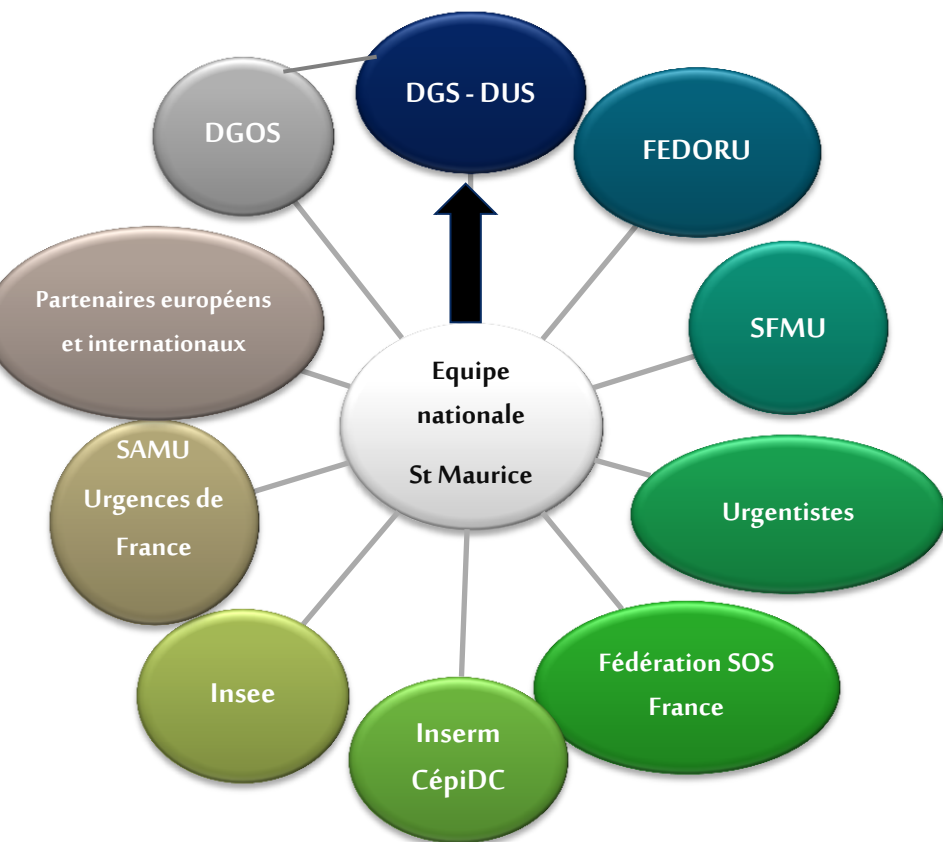 DGS - DUS
DGOS
FEDORU
Partenaires européens
et internationaux
SFMU
Equipe
nationale
St Maurice
SAMU
Urgences de
France
Urgentistes
Insee
Fédération SOS
France
Inserm
CépiDC